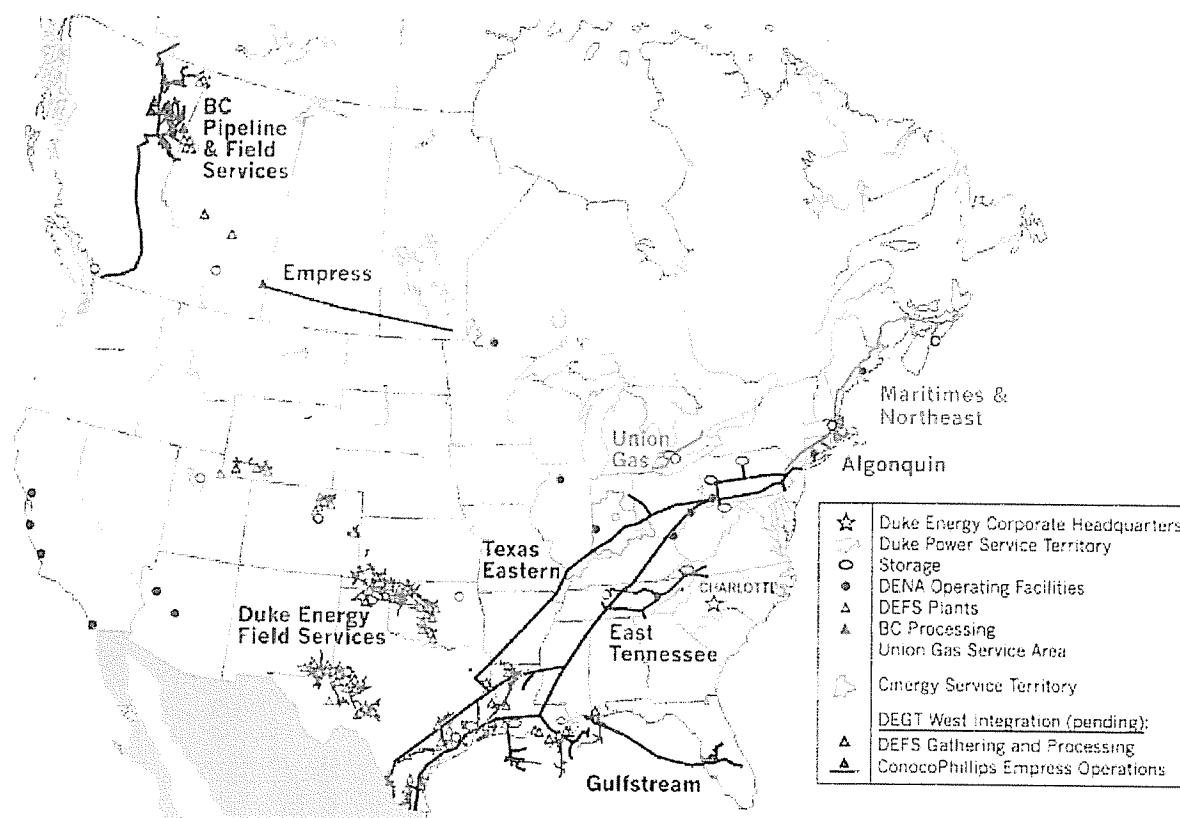 BC
Pipeline
& Field
Services
Empress
Maritimes &
Northeast
Union
Gas
Algonquin
Texas
Eastern
CHARLOTTE
Duke Energy
Field Services
East
Tennessee
Gulfstream
Duke Energy Corporate Headquarters
Duke Power Service Territory
Storage
DENA Operating Facilities
DEFS Plants
BC Processing
Union Gas Service Area
Cinergy Service Territory
DEGT West Integration (pending):
DEFS Gathering and Processing
ConocoPhillips Empress Operations